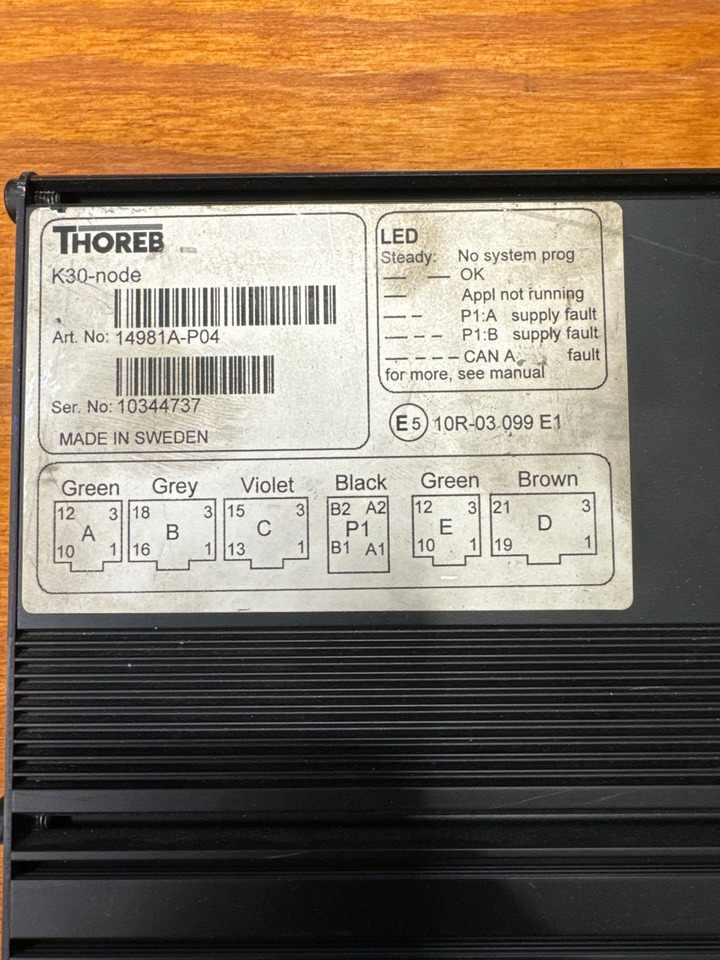 THOREB
K30-node
Art. No: 14981A-P04
Ser. No: 10344737
MADE IN SWEDEN
LED
Steady: No system prog
— — OK
— Appl not running
— - P1:A supply fault
— - - P1:B supply fault
— - - - CAN A fault
for more, see manual
E5 10R-03 099 E1
Green Grey Violet Black Green Brown
12 3 18 3 15 3 B2 A2 12 3 21 3
A B C P1 E D
10 1 16 1 13 1 B1 A1 10 1 19 1